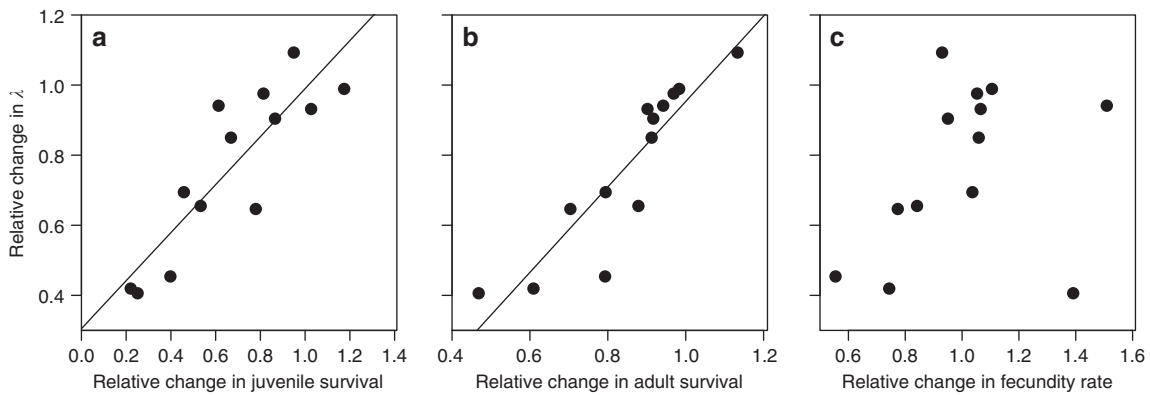 a
b
c
1.2
1.0
0.8
0.6
0.4
Relative change in λ
0.0 0.2 0.4 0.6 0.8 1.0 1.2 1.4
0.4 0.6 0.8 1.0 1.2
0.6 0.8 1.0 1.2 1.4 1.6
Relative change in juvenile survival
Relative change in adult survival
Relative change in fecundity rate